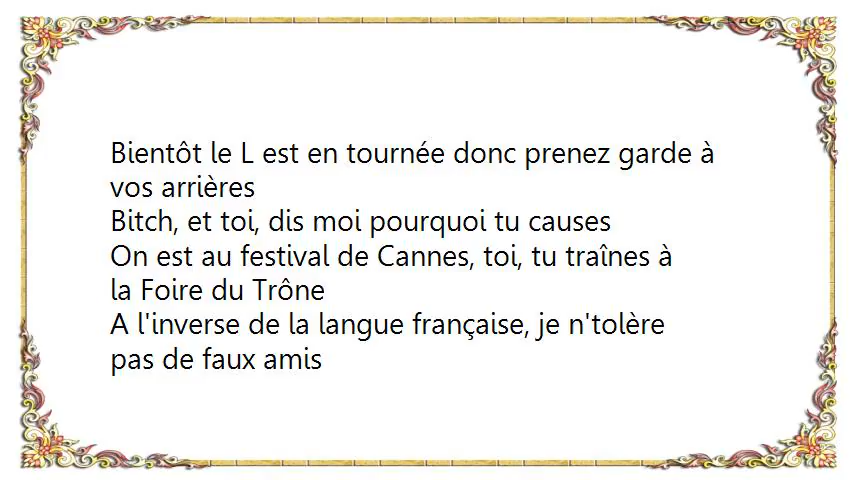 Bientôt le L est en tournée donc prenez garde à
vos arrières
Bitch, et toi, dis moi pourquoi tu causes
On est au festival de Cannes, toi, tu traînes à
la Foire du Trône
A l'inverse de la langue française, je n'tolère
pas de faux amis